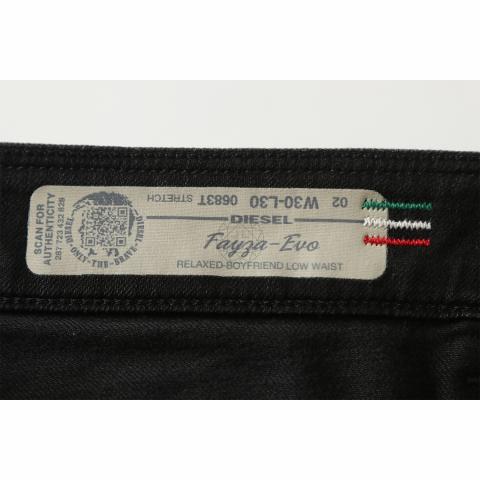 SCAN FOR
AUTHENTICITY
287 723 432 828
DIESEL
DIESEL
ONLY-THE-BRAVE
02 W30-L30 0683T STRETCH
DIESEL
Fayza-Evo
RELAXED-BOYFRIEND LOW WAIST